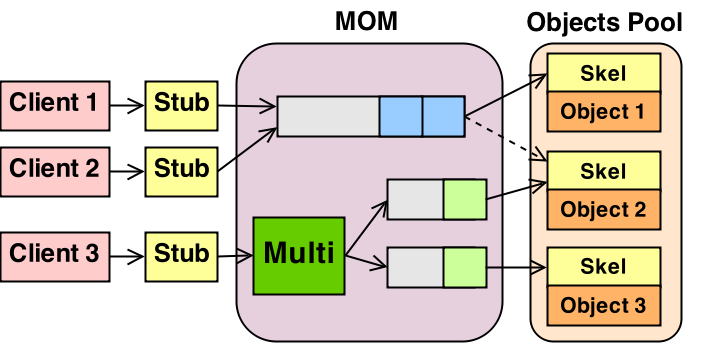 MOM
Objects Pool
Client 1
Stub
Skel
Object 1
Client 2
Stub
Skel
Object 2
Client 3
Stub
Multi
Skel
Object 3